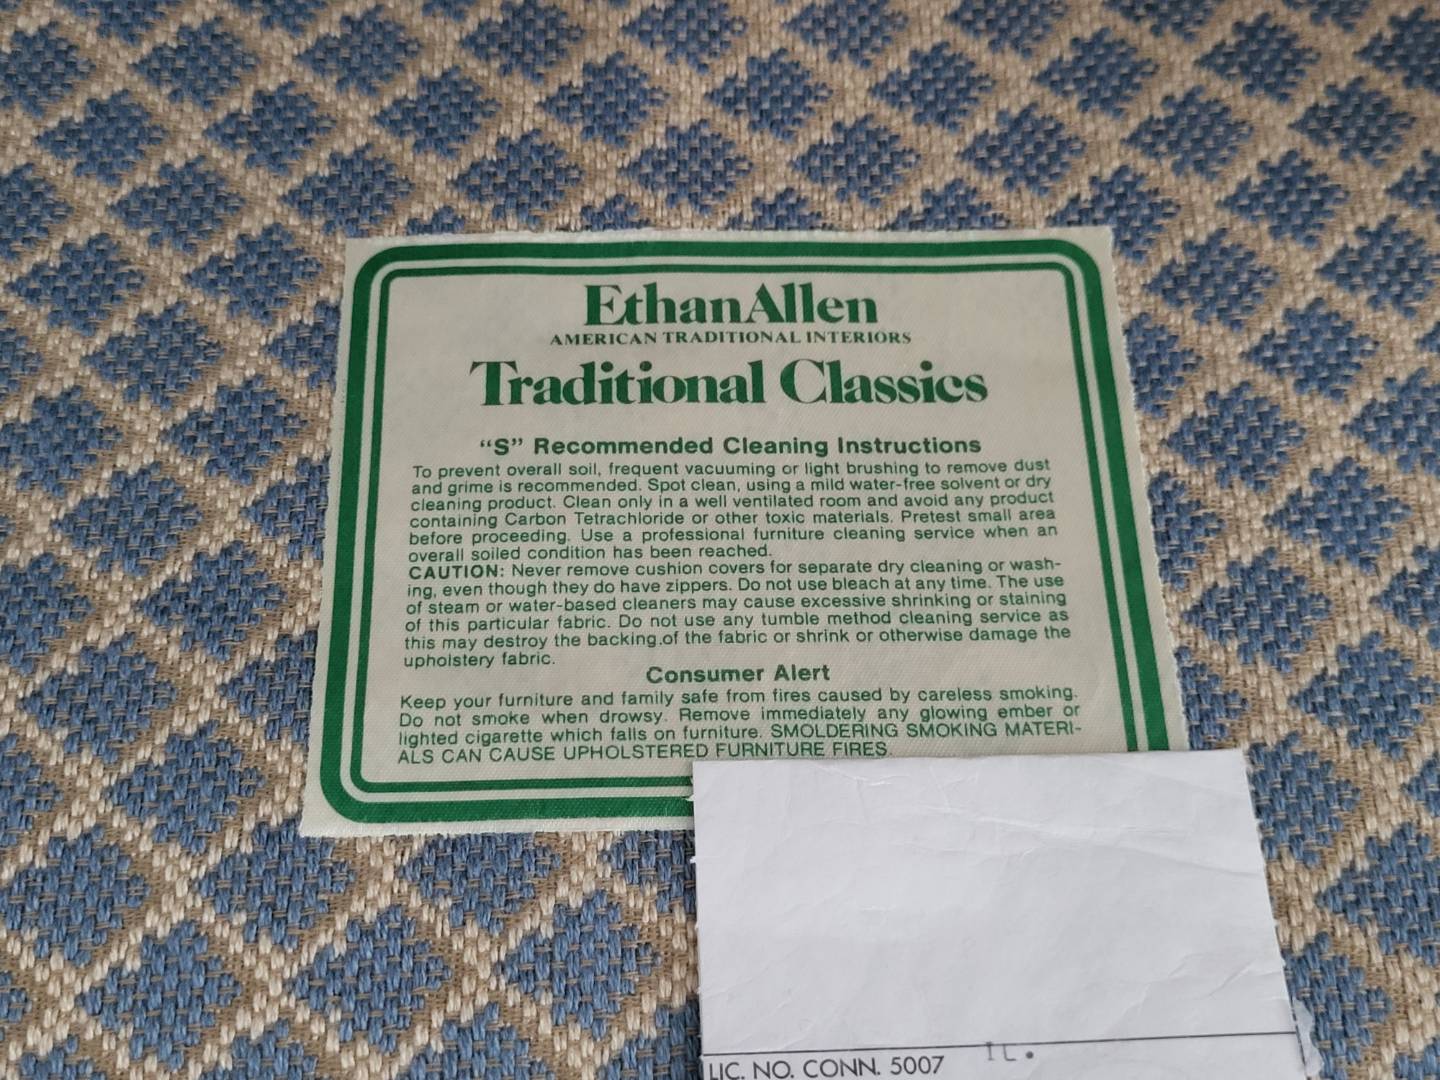 EthanAllen
AMERICAN TRADITIONAL INTERIORS
Traditional Classics
“S” Recommended Cleaning Instructions
To prevent overall soil, frequent vacuuming or light brushing to remove dust
and grime is recommended. Spot clean, using a mild water-free solvent or dry
cleaning product. Clean only in a well ventilated room and avoid any product
containing Carbon Tetrachloride or other toxic materials. Pretest small area
before proceeding. Use a professional furniture cleaning service when an
overall soiled condition has been reached.
CAUTION: Never remove cushion covers for separate dry cleaning or wash-
ing, even though they do have zippers. Do not use bleach at any time. The use
of steam or water-based cleaners may cause excessive shrinking or staining
of this particular fabric. Do not use any tumble method cleaning service as
this may destroy the backing.of the fabric or shrink or otherwise damage the
upholstery fabric.
Consumer Alert
Keep your furniture and family safe from fires caused by careless smoking.
Do not smoke when drowsy. Remove immediately any glowing ember or
lighted cigarette which falls on furniture. SMOLDERING SMOKING MATERI-
ALS CAN CAUSE UPHOLSTERED FURNITURE FIRES.
LIC. NO. CONN. 5007 IL.